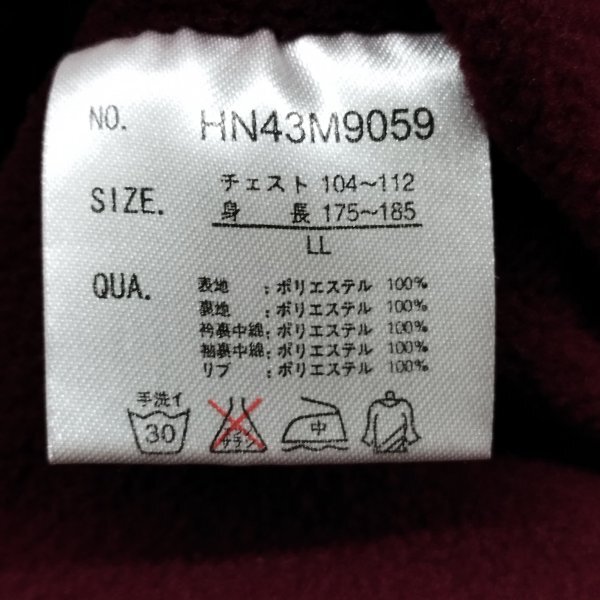 NO. HN43M9059
SIZE. チェスト 104～112
身 長 175～185
LL
QUA. 表地 : ポリエステル 100%
裏地 : ポリエステル 100%
衿裏中綿 : ポリエステル 100%
袖裏中綿 : ポリエステル 100%
リブ : ポリエステル 100%
手洗イ
30 サラシ 中